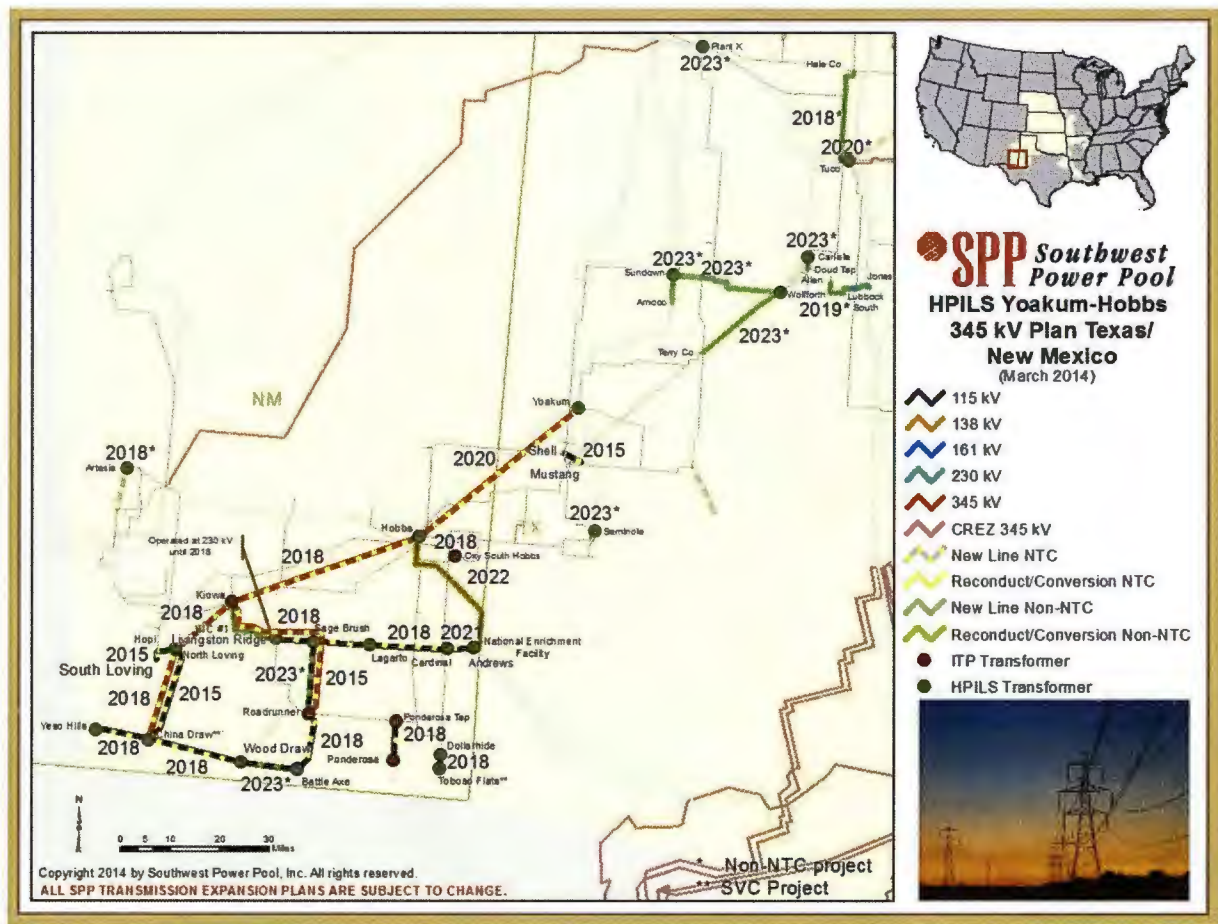 Plant X
2023*
Hale Co
2018*
2020*
Tuco
2023*
Carlisle
Doud Tap
Allen
Jones
Lubbock
South
2019*
2023*
Sundown
2023*
Amoco
Wolfforth
2023*
Terry Co
NM
Yoakum
Shell
2015
Mustang
2020
2018*
Artesia
2023*
Seminole
Hobbs
2018
Oxy South Hobbs
2022
Operated at 230 kV
until 2018
2018
Kiowa
2018
Hopi
2015
North Loving
South Loving
Livingston Ridge
Sage Brush
2018
Lagarto
Cardinal
2021
National Enrichment
Facility
Andrews
2023*
2015
2018
2015
Roadrunner
Yeso Hills
2018
China Draw**
2018
Wood Draw
2023*
Battle Axe
2018
Ponderosa Tap
2018
Ponderosa
Dollarhide
2018
Toboso Flats**
N
0 5 10 20 30
Miles
* Non-NTC project
** SVC Project
Copyright 2014 by Southwest Power Pool, Inc. All rights reserved.
ALL SPP TRANSMISSION EXPANSION PLANS ARE SUBJECT TO CHANGE.
SPP Southwest
Power Pool
HPILS Yoakum-Hobbs
345 kV Plan Texas/
New Mexico
(March 2014)
115 kV
138 kV
161 kV
230 kV
345 kV
CREZ 345 kV
New Line NTC
Reconduct/Conversion NTC
New Line Non-NTC
Reconduct/Conversion Non-NTC
ITP Transformer
HPILS Transformer